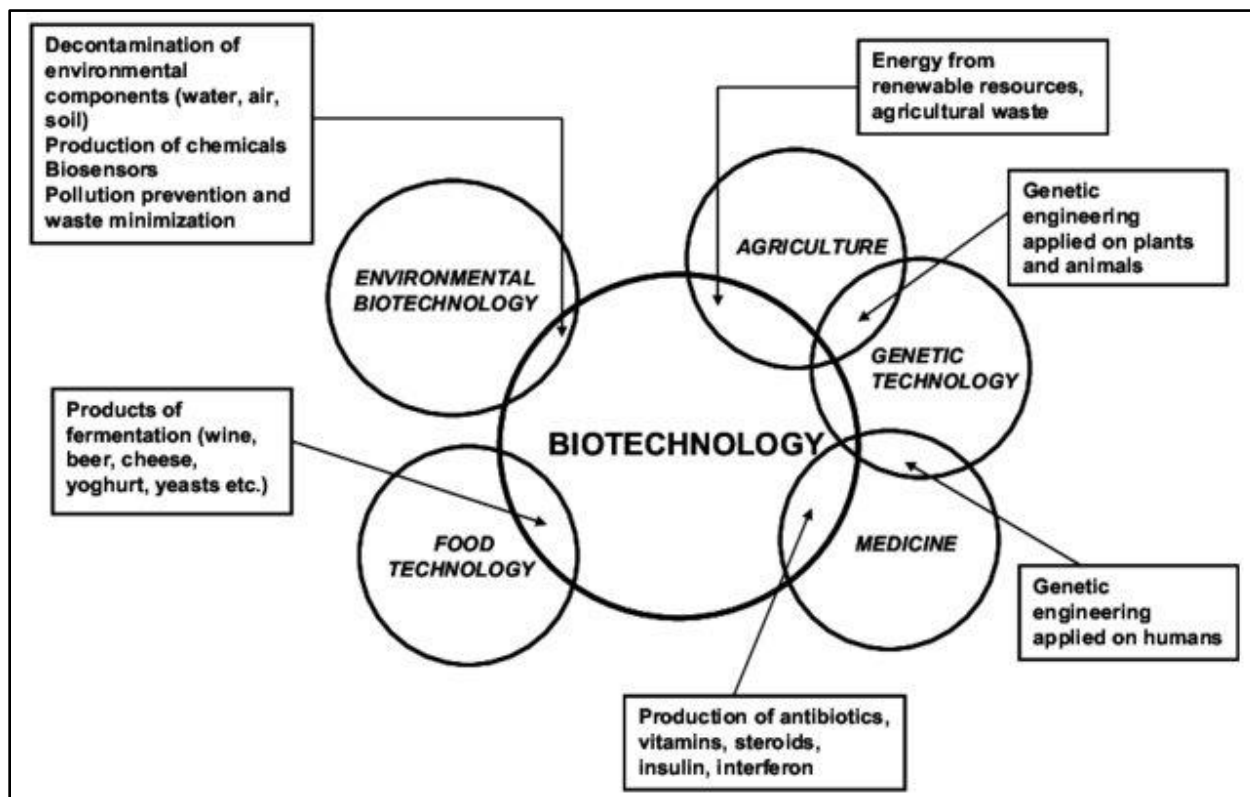 Decontamination of
environmental
components (water, air,
soil)
Production of chemicals
Biosensors
Pollution prevention and
waste minimization
Energy from
renewable resources,
agricultural waste
Genetic
engineering
applied on plants
and animals
AGRICULTURE
ENVIRONMENTAL
BIOTECHNOLOGY
GENETIC
TECHNOLOGY
Products of
fermentation (wine,
beer, cheese,
yoghurt, yeasts etc.)
BIOTECHNOLOGY
FOOD
TECHNOLOGY
MEDICINE
Genetic
engineering
applied on humans
Production of antibiotics,
vitamins, steroids,
insulin, interferon